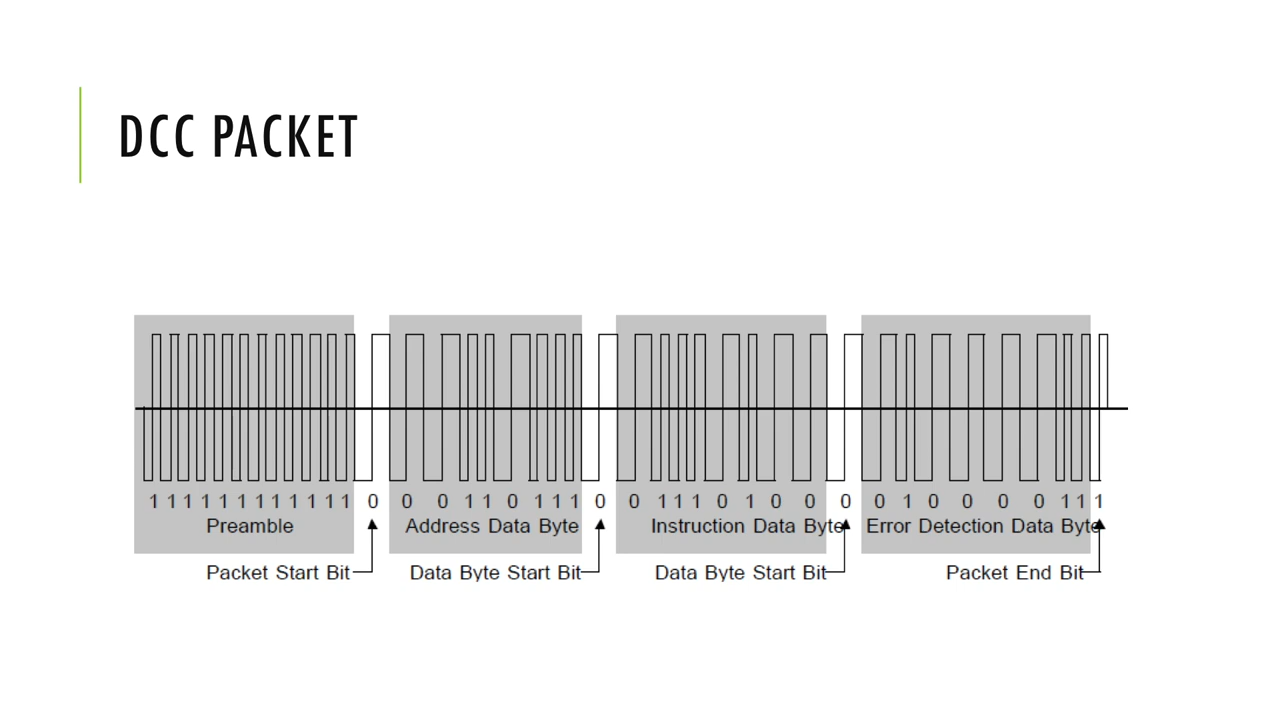 DCC PACKET
1 1 1 1 1 1 1 1 1 1 1 1 0 0 0 1 1 0 1 1 1 0 0 1 1 1 0 1 0 0 0 0 1 0 0 0 0 1 1 1
Preamble Address Data Byte Instruction Data Byte Error Detection Data Byte
Packet Start Bit Data Byte Start Bit Data Byte Start Bit Packet End Bit